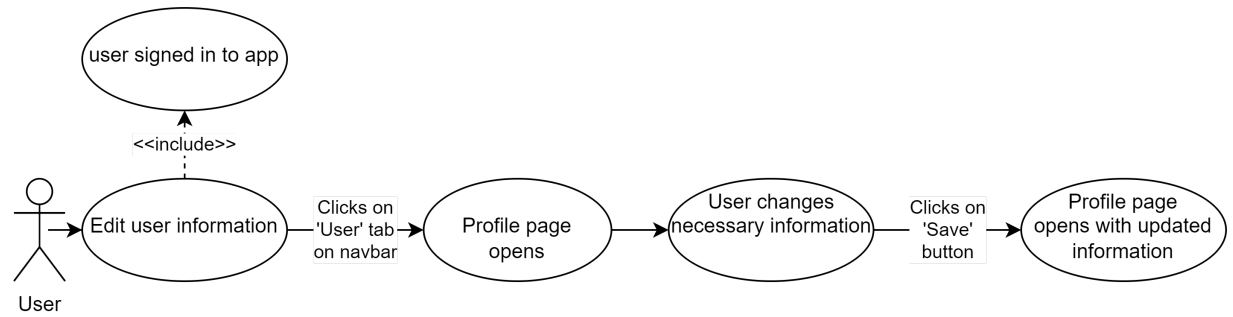 user signed in to app
<<include>>
Edit user information
Clicks on
'User' tab
on navbar
Profile page
opens
User changes
necessary information
Clicks on
'Save'
button
Profile page
opens with updated
information
User